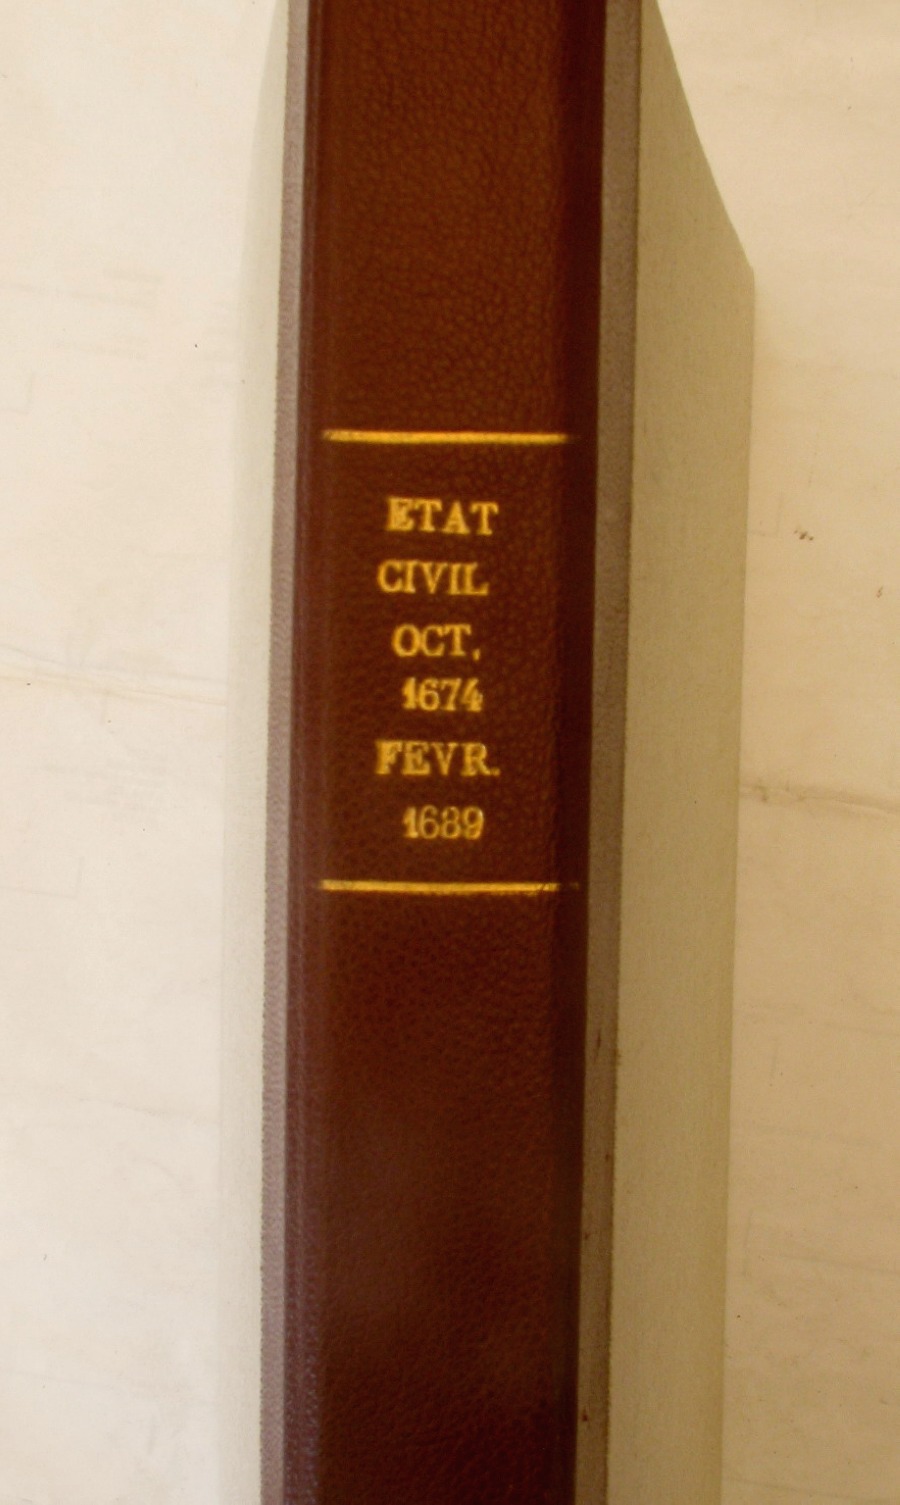 ETAT
CIVIL
OCT.
1674
FEVR.
1689